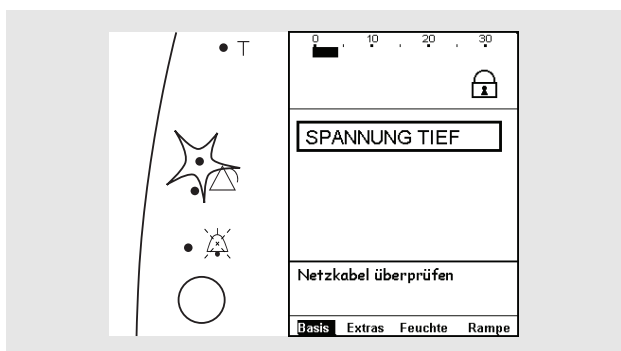 T
0 . 10 . 20 . 30
SPANNUNG TIEF
Netzkabel überprüfen
Basis Extras Feuchte Rampe